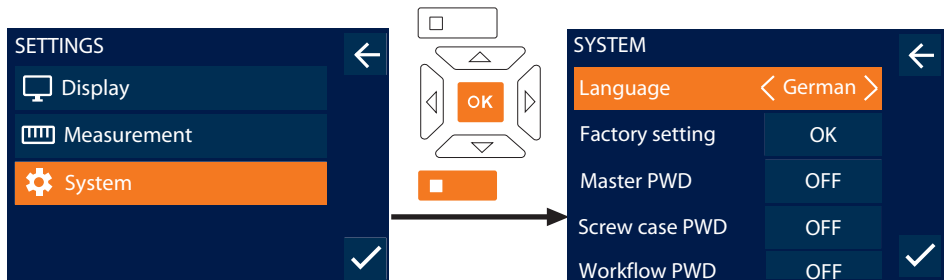 SETTINGS
Display
Measurement
System
OK
SYSTEM
Language German
Factory setting OK
Master PWD OFF
Screw case PWD OFF
Workflow PWD OFF